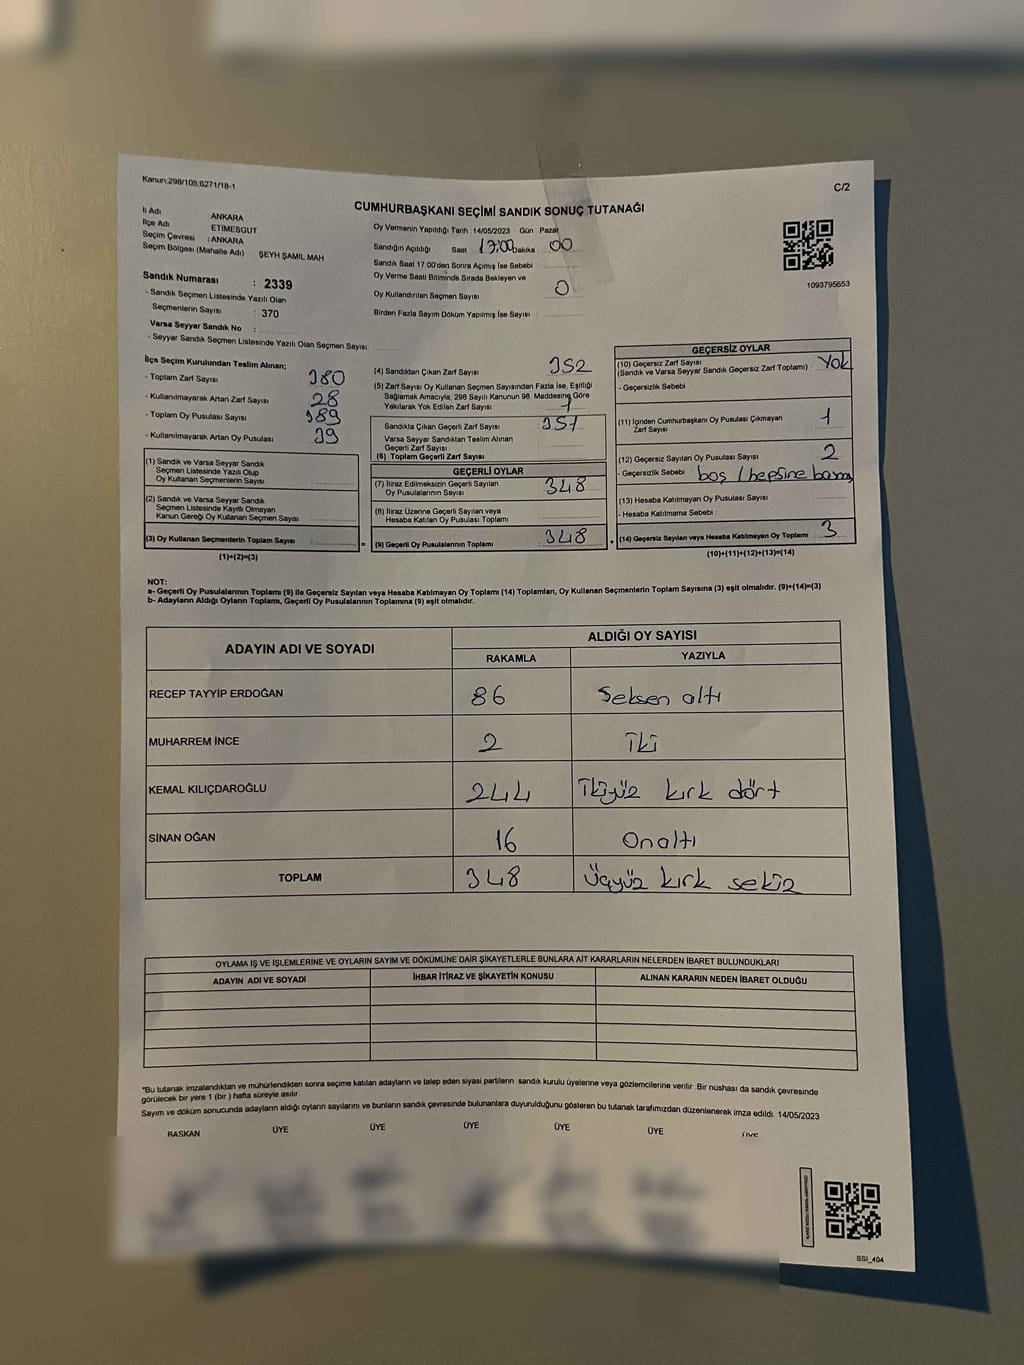 Kanun:298/105,6271/18-1
C/2
CUMHURBAŞKANI SEÇİMİ SANDIK SONUÇ TUTANAĞI
İl Adı ANKARA
İlçe Adı ETİMESGUT
Seçim Çevresi : ANKARA
Seçim Bölgesi (Mahalle Adı) ŞEYH ŞAMİL MAH
Oy Vermenin Yapıldığı Tarih :14/05/2023 Gün Pazar
Sandığın Açıldığı Saat 17:00 Dakika 00
Sandık Saat 17:00'den Sonra Açımış İse Sebebi
Oy Verme Saati Bitiminde Sırada Bekleyen ve
Oy Kullandırılan Seçmen Sayısı 0
Birden Fazla Sayım Döküm Yapılmış İse Sayısı
1093795653
Sandık Numarası : 2339
- Sandık Seçmen Listesinde Yazılı Olan
Seçmenlerin Sayısı : 370
Varsa Seyyar Sandık No :
- Seyyar Sandık Seçmen Listesinde Yazılı Olan Seçmen Sayısı
İlçe Seçim Kurulundan Teslim Alınan;
- Toplam Zarf Sayısı 380
- Kullanılmayarak Artan Zarf Sayısı 28
- Toplam Oy Pusulası Sayısı 389
- Kullanılmayarak Artan Oy Pusulası 39
(1) Sandık ve Varsa Seyyar Sandık
Seçmen Listesinde Yazılı Olup
Oy Kullanan Seçmenlerin Sayısı
(2) Sandık ve Varsa Seyyar Sandık
Seçmen Listesinde Kayıtlı Olmayan
Kanun Gereği Oy Kullanan Seçmen Sayısı
(3) Oy Kullanan Seçmenlerin Toplam Sayısı
(1)+(2)=(3)
(4) Sandıktan Çıkan Zarf Sayısı 352
(5) Zarf Sayısı Oy Kullanan Seçmen Sayısından Fazla İse, Eşitliği
Sağlamak Amacıyla, 298 Sayılı Kanunun 98. Maddesine Göre
Yakılarak Yok Edilen Zarf Sayısı 1
Sandıkta Çıkan Geçerli Zarf Sayısı 351
Varsa Seyyar Sandıktan Teslim Alınan
Geçerli Zarf Sayısı
(6) Toplam Geçerli Zarf Sayısı
GEÇERLİ OYLAR
(7) İtiraz Edilmeksizin Geçerli Sayılan
Oy Pusulalarının Sayısı 348
(8) İtiraz Üzerine Geçerli Sayılan veya
Hesaba Katılan Oy Pusulası Toplamı
(9) Geçerli Oy Pusulalarının Toplamı 348
=
+
GEÇERSİZ OYLAR
(10) Geçersiz Zarf Sayısı
(Sandık ve Varsa Seyyar Sandık Geçersiz Zarf Toplamı) Yok
- Geçersizlik Sebebi
(11) İçinden Cumhurbaşkanı Oy Pusulası Çıkmayan
Zarf Sayısı 1
(12) Geçersiz Sayılan Oy Pusulası Sayısı 2
- Geçersizlik Sebebi : boş / hepsine
(13) Hesaba Katılmayan Oy Pusulası Sayısı
- Hesaba Katılmama Sebebi :
(14) Geçersiz Sayılan veya Hesaba Katılmayan Oy Toplamı : 3
(10)+(11)+(12)+(13)=(14)
NOT:
a- Geçerli Oy Pusulalarının Toplamı (9) ile Geçersiz Sayılan veya Hesaba Katılmayan Oy Toplamı (14) Toplamları, Oy Kullanan Seçmenlerin Toplam Sayısına (3) eşit olmalıdır. (9)+(14)=(3)
b- Adayların Aldığı Oyların Toplamı, Geçerli Oy Pusulalarının Toplamına (9) eşit olmalıdır.
ADAYIN ADI VE SOYADI
ALDIĞI OY SAYISI
RAKAMLA YAZIYLA
RECEP TAYYİP ERDOĞAN 86 Seksen altı
MUHARREM İNCE 2 İki
KEMAL KILIÇDAROĞLU 244 İkiyüz kırk dört
SİNAN OĞAN 16 Onaltı
TOPLAM 348 Üçyüz kırk sekiz
OYLAMA İŞ VE İŞLEMLERİNE VE OYLARIN SAYIM VE DÖKÜMÜNE DAİR ŞİKAYETLERLE BUNLARA AİT KARARLARIN NELERDEN İBARET BULUNDUKLARI
ADAYIN ADI VE SOYADI İHBAR İTİRAZ VE ŞİKAYETİN KONUSU ALINAN KARARIN NEDEN İBARET OLDUĞU
*Bu tutanak imzalandıktan ve mühürlendikten sonra seçime katılan adayların ve talep eden siyasi partilerin sandık kurulu üyelerine veya gözlemcilerine verilir. Bir nüshası da sandık çevresinde
görülecek bir yere 1 (bir) hafta süreyle asılır.
Sayım ve döküm sonucunda adayların aldığı oyların sayılarını ve bunların sandık çevresinde bulunanlara duyurulduğunu gösteren bu tutanak tarafımızdan düzenlenerek imza edildi. 14/05/2023
BAŞKAN ÜYE ÜYE ÜYE ÜYE ÜYE ÜYE
SSİ_404